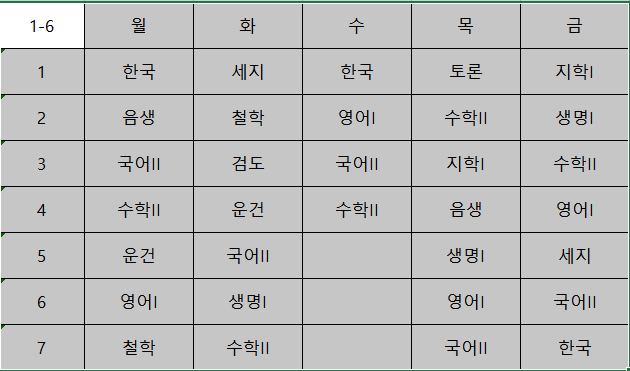 1-6 월 화 수 목 금
1 한국 세지 한국 토론 지학I
2 음생 철학 영어I 수학II 생명I
3 국어II 검도 국어II 지학I 수학II
4 수학II 운건 수학II 음생 영어I
5 운건 국어II 생명I 세지
6 영어I 생명I 영어I 국어II
7 철학 수학II 국어II 한국